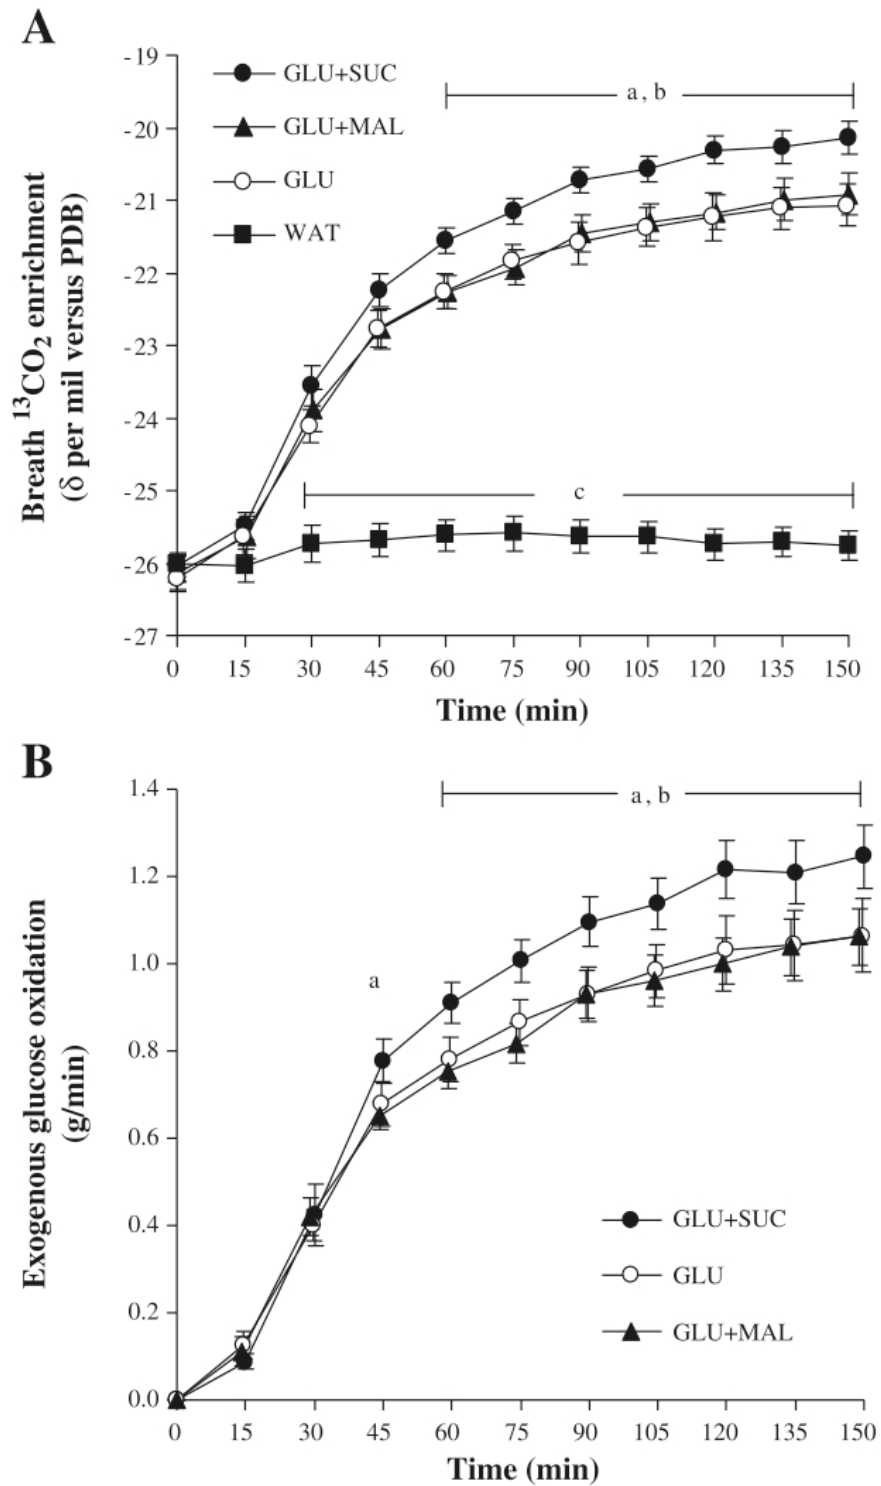 A
-19
-20
-21
-22
-23
-24
-25
-26
-27
Breath 13CO2 enrichment
(δ per mil versus PDB)
GLU+SUC
GLU+MAL
GLU
WAT
a, b
c
0 15 30 45 60 75 90 105 120 135 150
Time (min)
B
1.4
1.2
1.0
0.8
0.6
0.4
0.2
0.0
Exogenous glucose oxidation
(g/min)
a, b
a
GLU+SUC
GLU
GLU+MAL
0 15 30 45 60 75 90 105 120 135 150
Time (min)